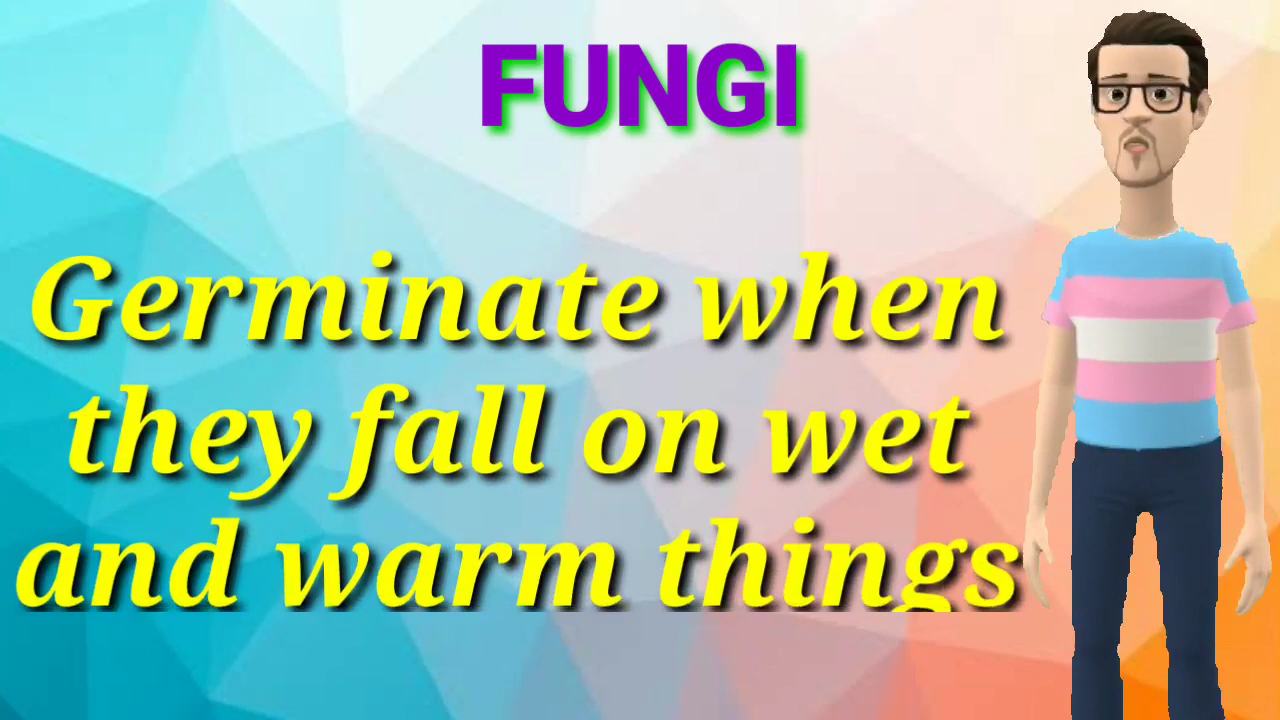 FUNGI
Germinate when
they fall on wet
and warm things